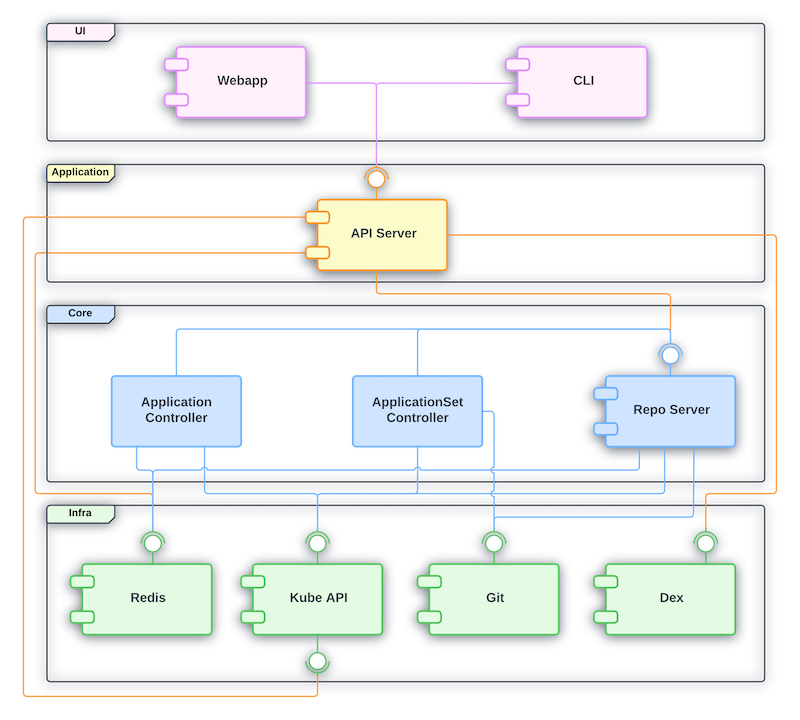 UI
Webapp
CLI
Application
API Server
Core
Application
Controller
ApplicationSet
Controller
Repo Server
Infra
Redis
Kube API
Git
Dex